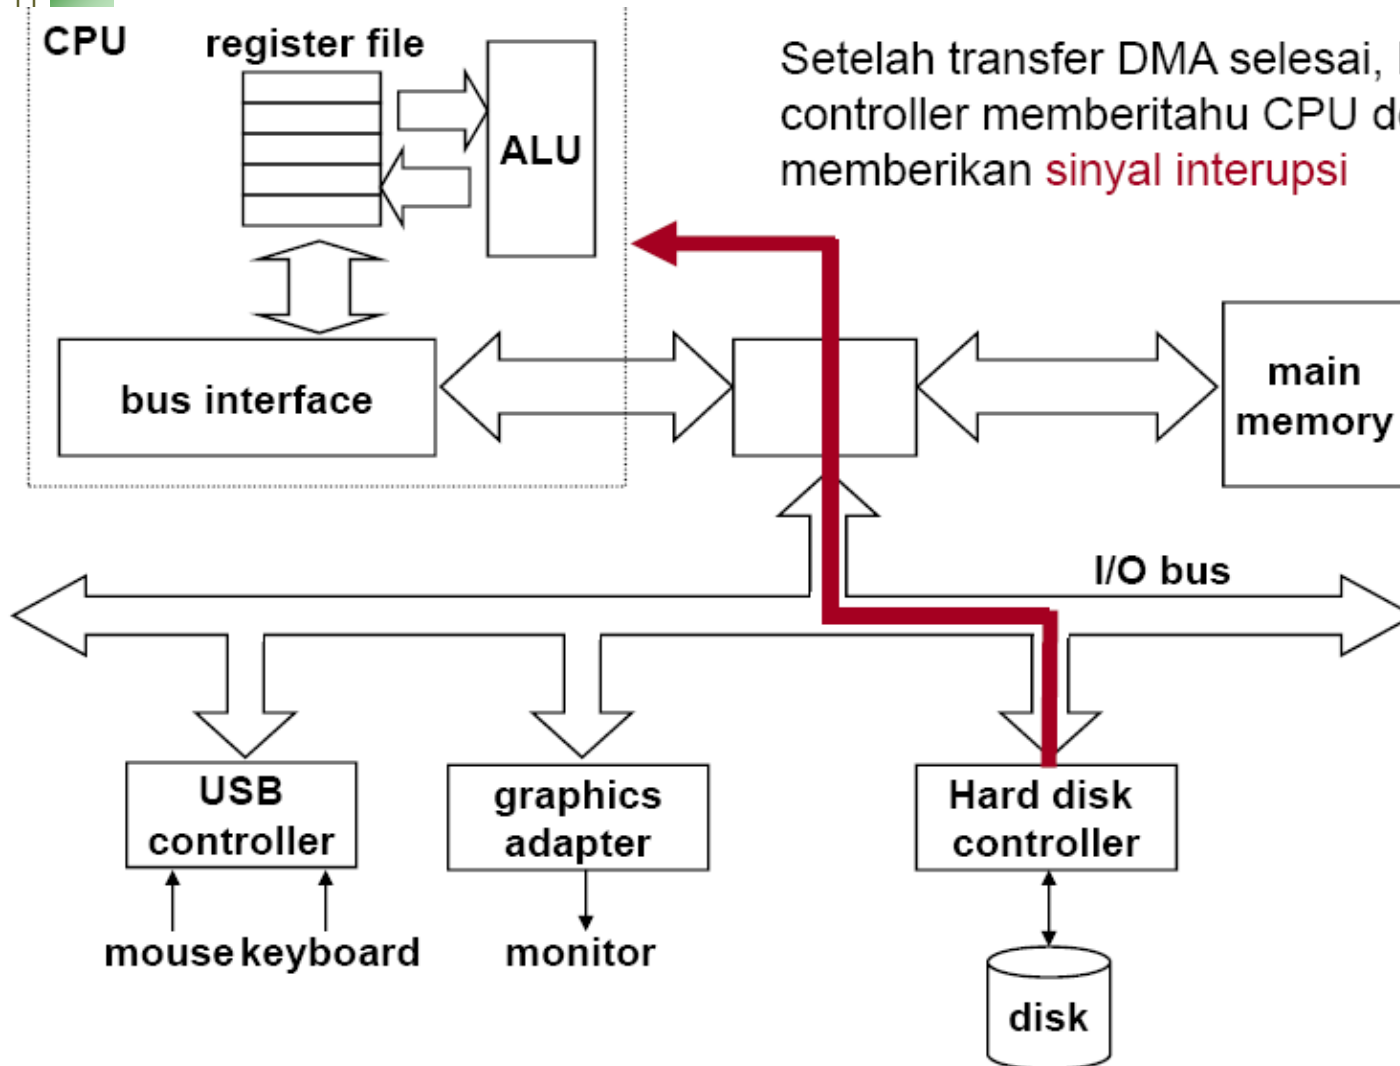 CPU
register file
ALU
Setelah transfer DMA selesai,
controller memberitahu CPU
memberikan sinyal interupsi
bus interface
main
memory
I/O bus
USB
controller
graphics
adapter
Hard disk
controller
mouse keyboard
monitor
disk